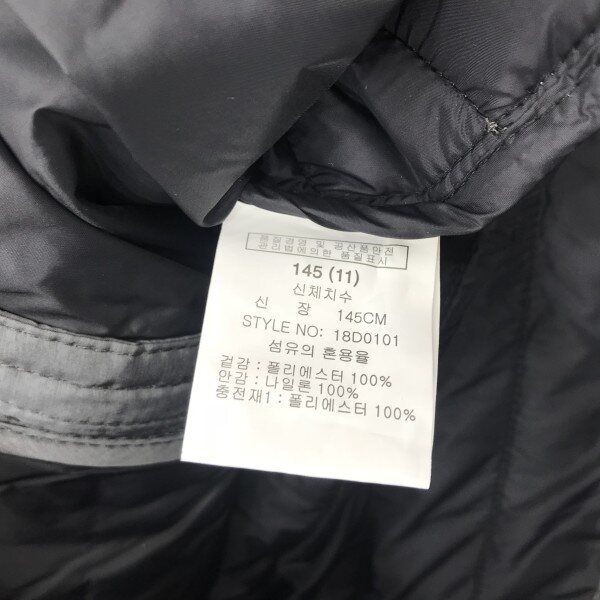 품질경영 및 공산품안전
관리법에의한 품질표시
145 (11)
신체치수
신 장 145CM
STYLE NO: 18D0101
섬유의 혼용율
겉감 : 폴리에스터 100%
안감 : 나일론 100%
충전재1 : 폴리에스터 100%